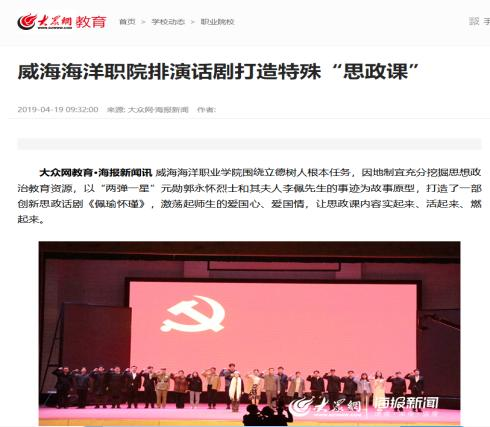 大众网 教育 首页 > 学校动态 > 职业院校
WWW.DZWWW.COM
威海海洋职院排演话剧打造特殊“思政课”
2019-04-19 09:32:00 来源: 大众网·海报新闻 作者:
大众网教育·海报新闻讯 威海海洋职业学院围绕立德树人根本任务，因地制宜充分挖掘思想政
治教育资源，以“两弹一星”元勋郭永怀烈士和其夫人李佩先生的事迹为故事原型，打造了一部
创新思政话剧《佩瑜怀瑾》，激荡起师生的爱国心、爱国情，让思政课内容实起来、活起来、燃
起来。
大众网 海报新闻